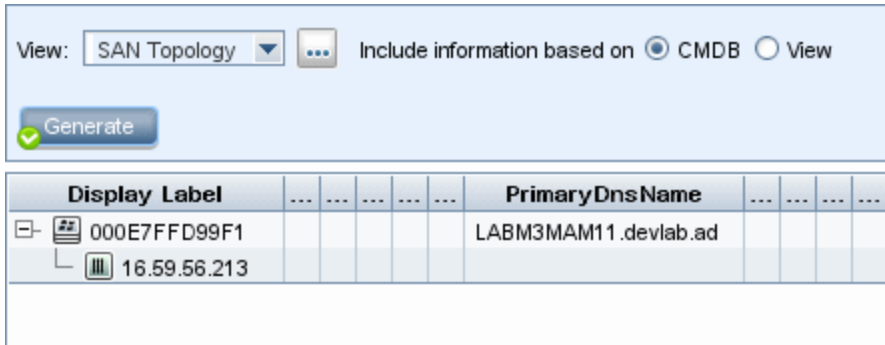 View: SAN Topology ... Include information based on CMDB View
Generate
Display Label ... ... ... ... ... PrimaryDnsName ... ... ... ...
000E7FFD99F1 LABM3MAM11.devlab.ad
16.59.56.213